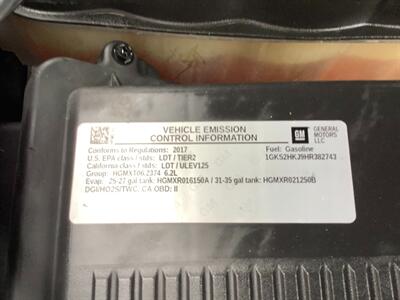 VEHICLE EMISSION
CONTROL INFORMATION
GM
GENERAL
MOTORS
LLC
Conforms to Regulations: 2017
Fuel: Gasoline
U.S. EPA class / stds: LDT / TIER2
1GKS2HKJ9HR382743
California class / stds: LDT / ULEV125
Group: HGMXT06.2374 6.2L
Evap: 25-27 gal tank: HGMXR016150A / 31-35 gal tank: HGMXR021250B
DGI/HO2S/TWC, CA OBD: II